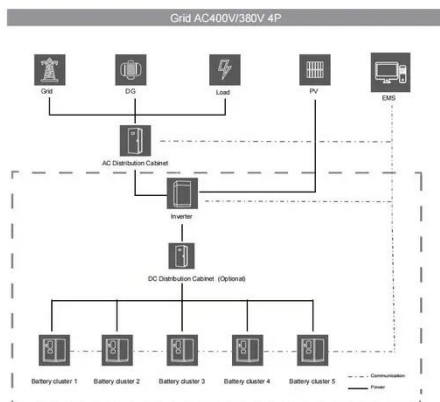 Grid AC400V/380V 4P
Grid
DG
Load
PV
EMS
AC Distribution Cabinet
Inverter
DC Distribution Cabinet (Optional)
Battery cluster 1
Battery cluster 2
Battery cluster 3
Battery cluster 4
Battery cluster 5
Communication
Power